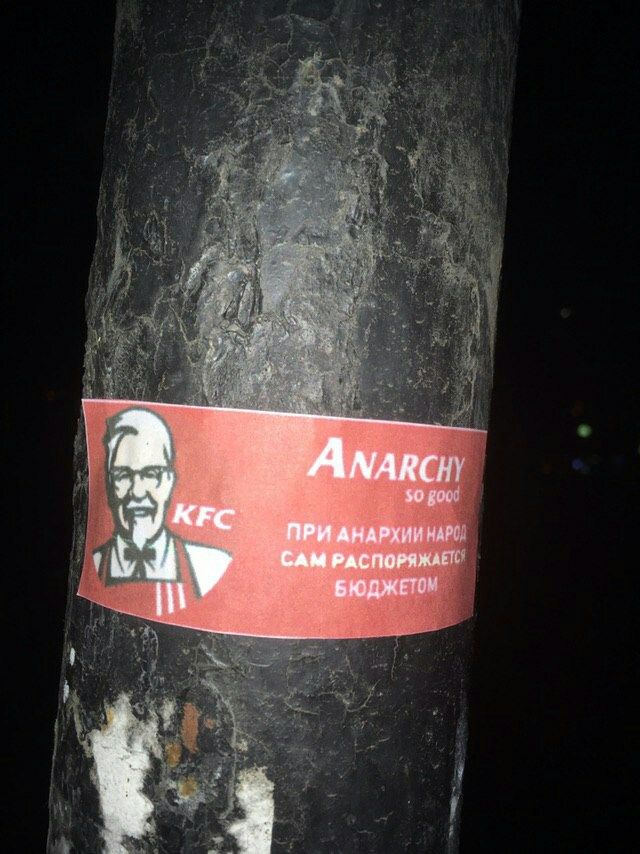 ANARCHY
so good
KFC
ПРИ АНАРХИИ НАРОД
САМ РАСПОРЯЖАЕТСЯ
БЮДЖЕТОМ